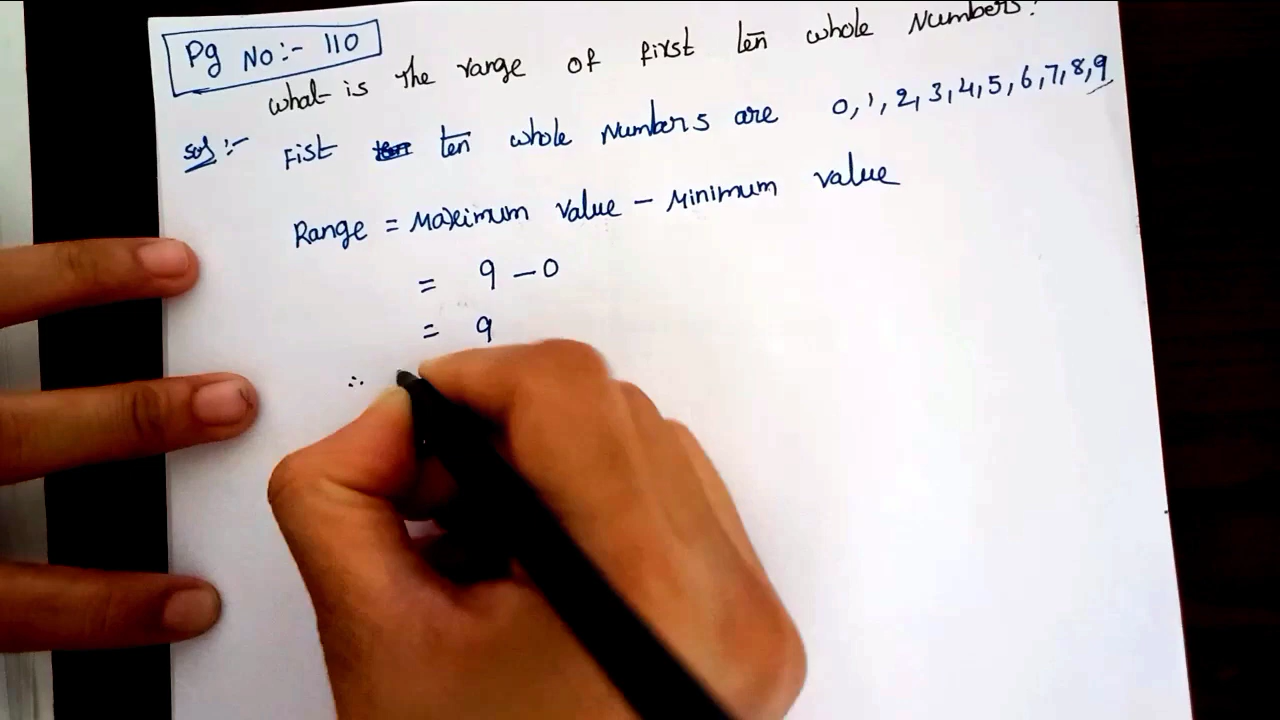 Pg No:- 110
what is the range of first ten whole Numbers?
Sol :- Fist ten whole Numbers are 0, 1, 2, 3, 4, 5, 6, 7, 8, 9
Range = Maximum value - Minimum value
= 9 - 0
= 9
∴